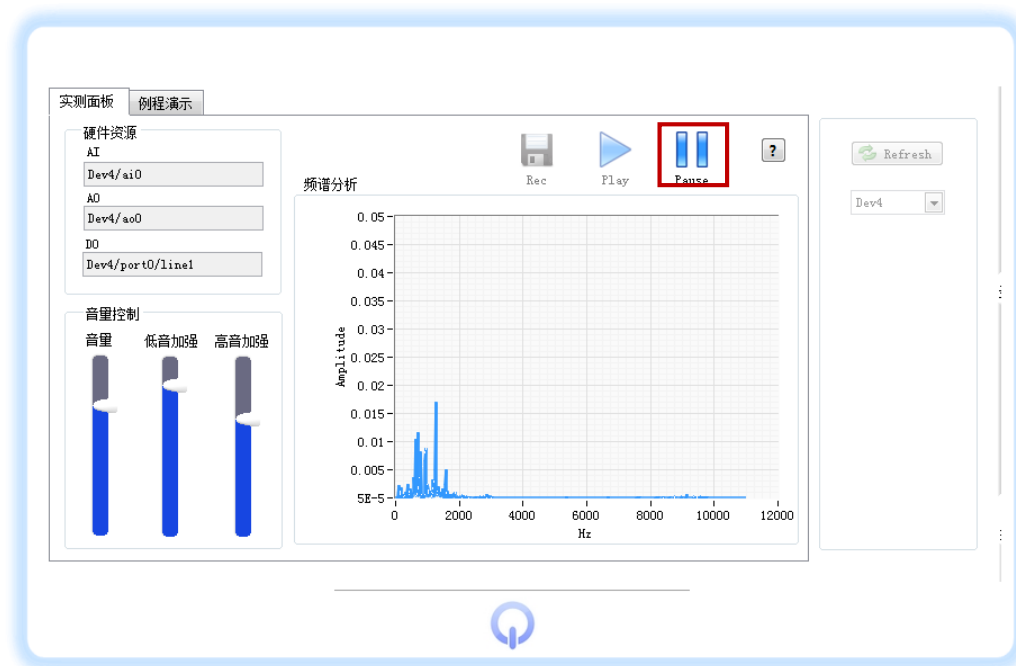 实测面板
例程演示
硬件资源
AI
Dev4/ai0
AO
Dev4/ao0
DO
Dev4/port0/line1
音量控制
音量
低音加强
高音加强
Rec
Play
Pause
?
频谱分析
0.05
0.045
0.04
0.035
0.03
0.025
0.02
0.015
0.01
0.005
5E-5
Amplitude
0
2000
4000
6000
8000
10000
12000
Hz
Refresh
Dev4